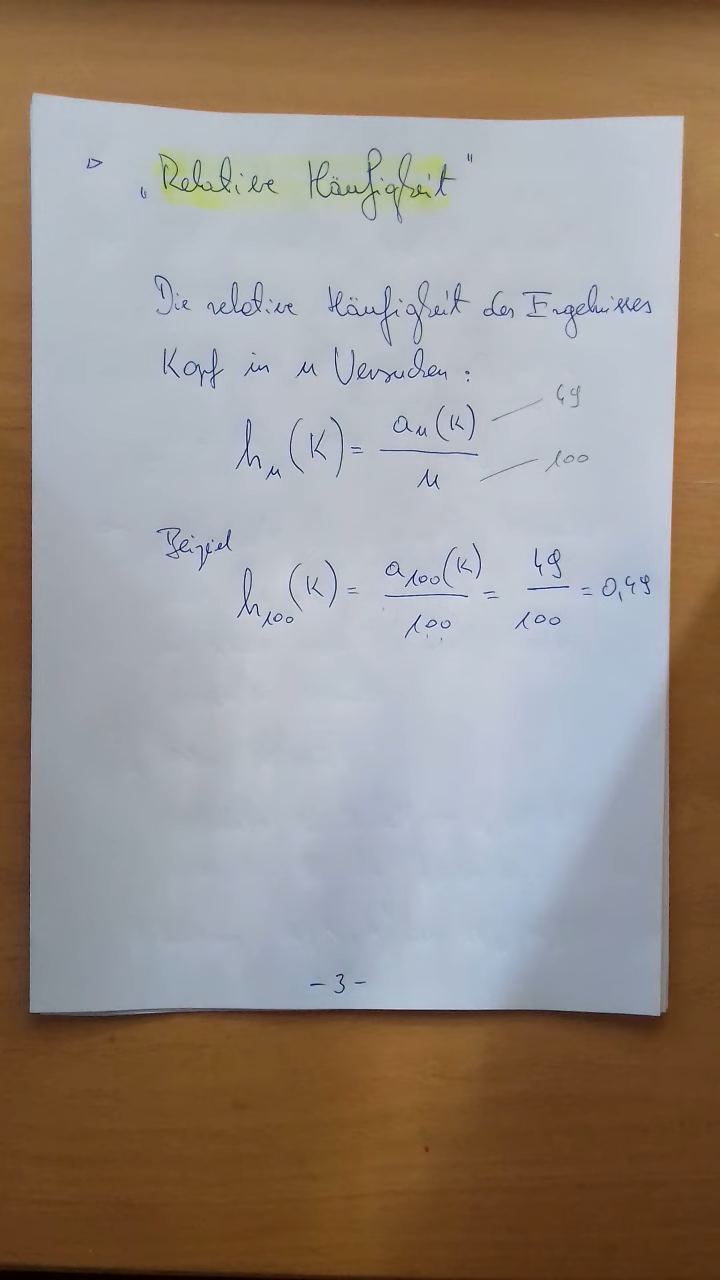 ▷ „Relative Häufigkeit"
Die relative Häufigkeit des Ergebnisses
Kopf in n Versuchen:
hₙ(K) = aₙ(K) / n
49
100
Beispiel
h₁₀₀(K) = a₁₀₀(K) / 100 = 49 / 100 = 0,49
- 3 -